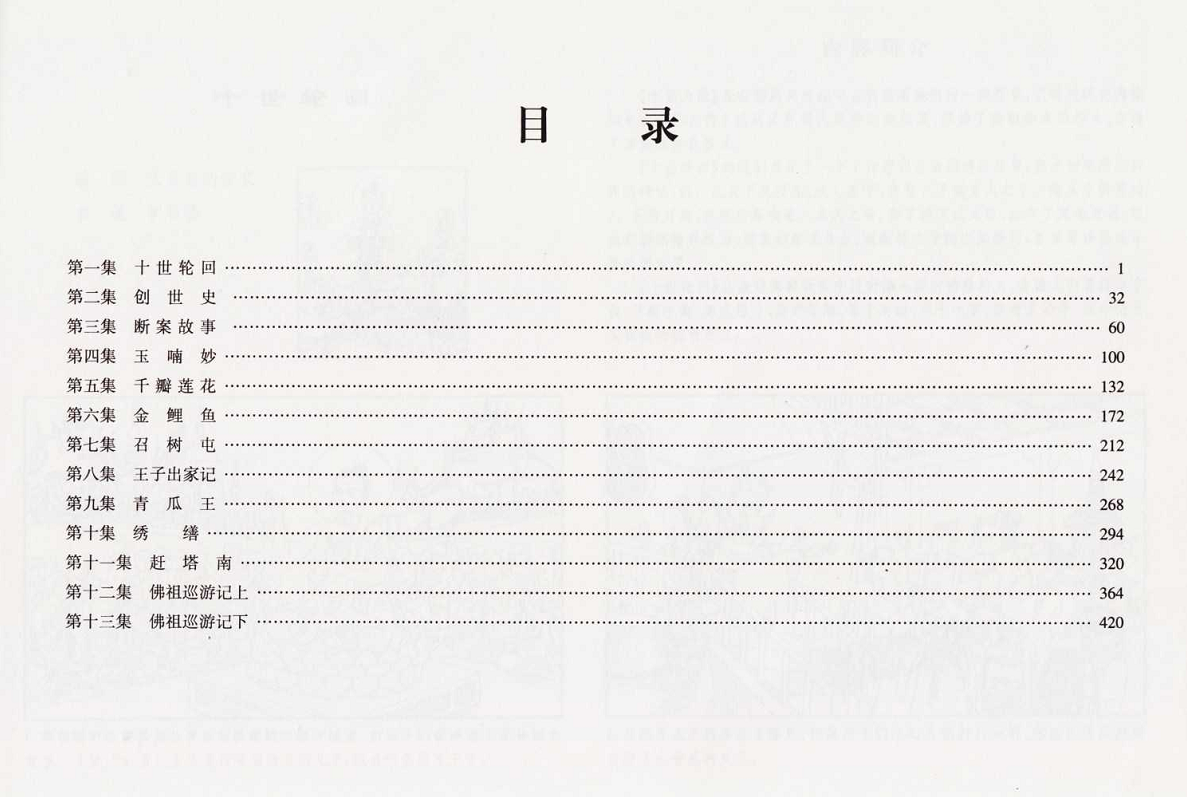 目 录
第一集 十世轮回 1
第二集 创世史 32
第三集 断案故事 60
第四集 玉喃妙 100
第五集 千瓣莲花 132
第六集 金鲤鱼 172
第七集 召树屯 212
第八集 王子出家记 242
第九集 青瓜王 268
第十集 绣缮 294
第十一集 赶塔南 320
第十二集 佛祖巡游记上 364
第十三集 佛祖巡游记下 420